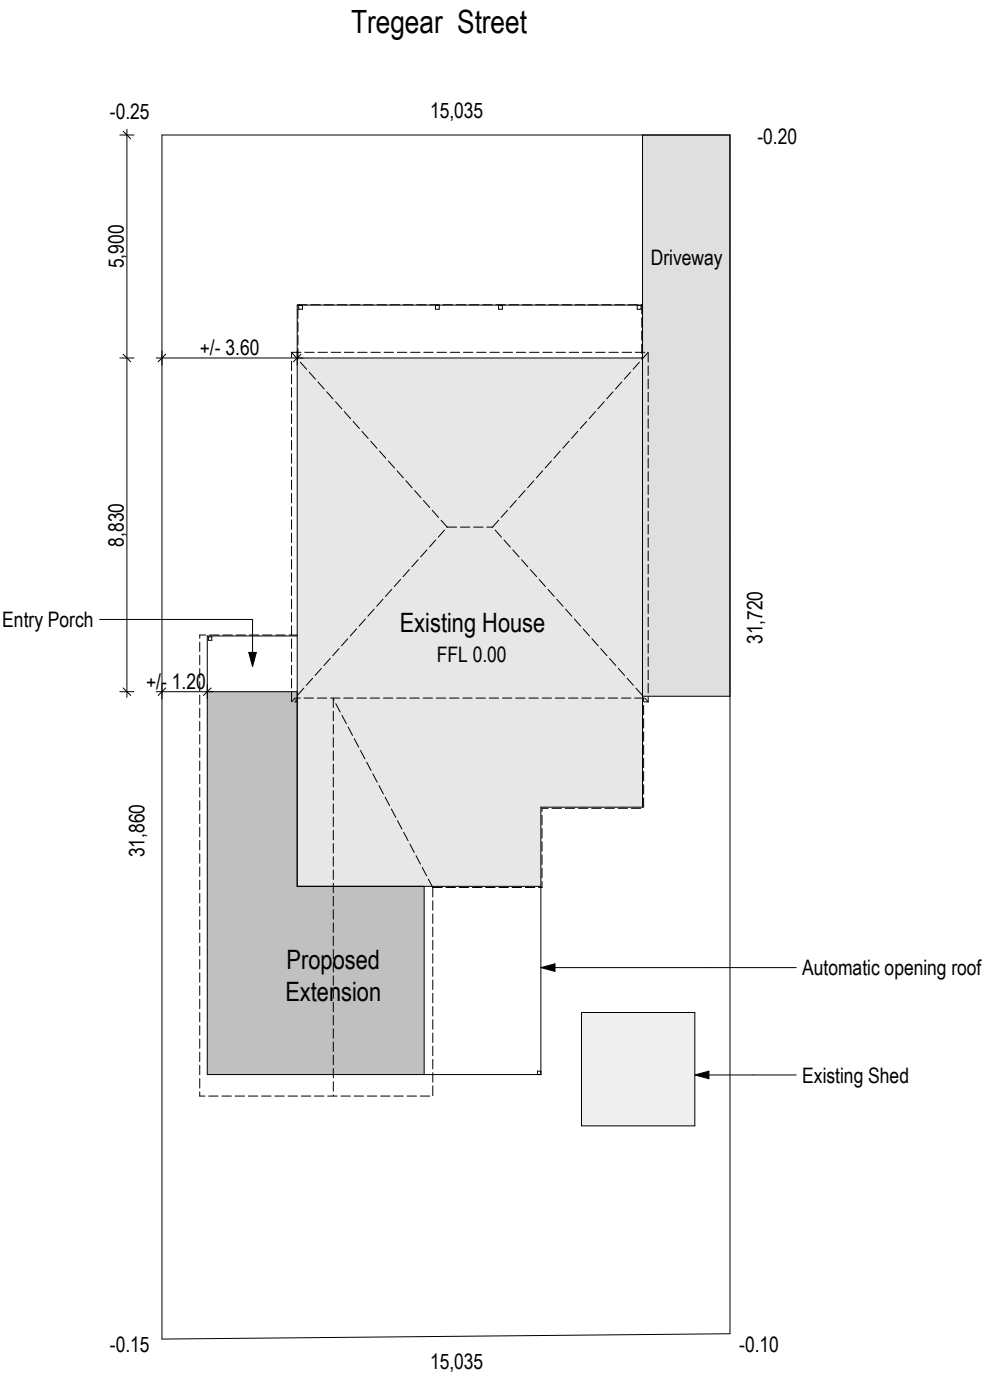 Tregear Street
-0.25
15,035
-0.20
5,900
Driveway
+/- 3.60
8,830
Entry Porch
Existing House
FFL 0.00
31,720
+/- 1.20
31,860
Proposed
Extension
Automatic opening roof
Existing Shed
-0.15
15,035
-0.10